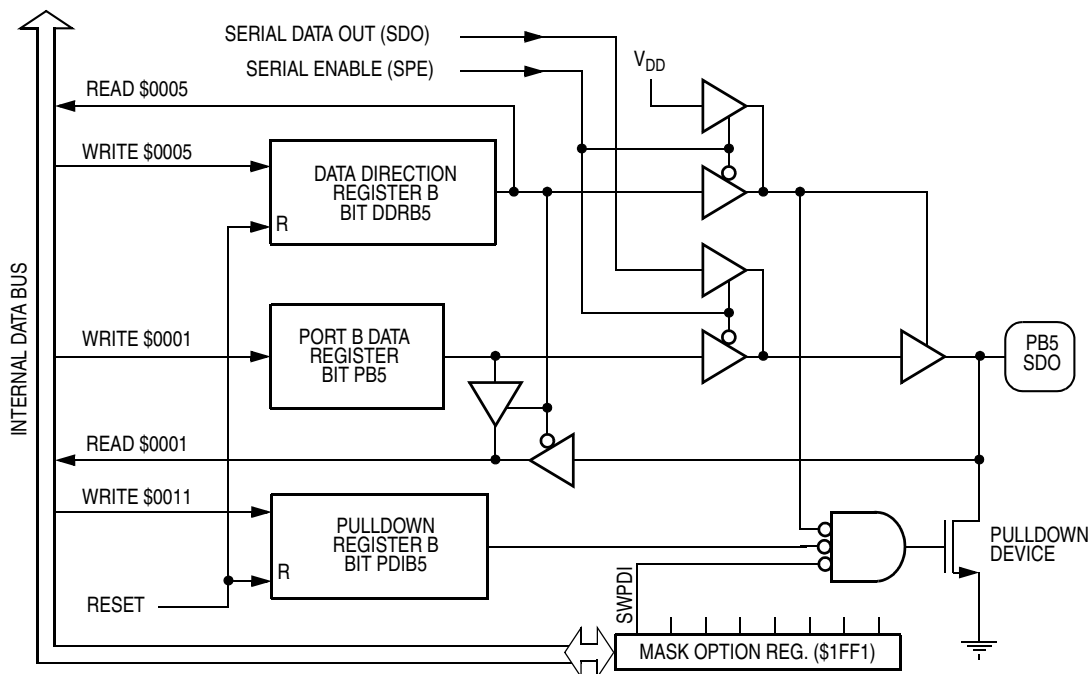 SERIAL DATA OUT (SDO)
SERIAL ENABLE (SPE)
VDD
READ $0005
WRITE $0005
DATA DIRECTION
REGISTER B
BIT DDRB5
R
INTERNAL DATA BUS
WRITE $0001
PORT B DATA
REGISTER
BIT PB5
PB5
SDO
READ $0001
WRITE $0011
PULLDOWN
REGISTER B
BIT PDIB5
R
PULLDOWN
DEVICE
RESET
SWPDI
MASK OPTION REG. ($1FF1)